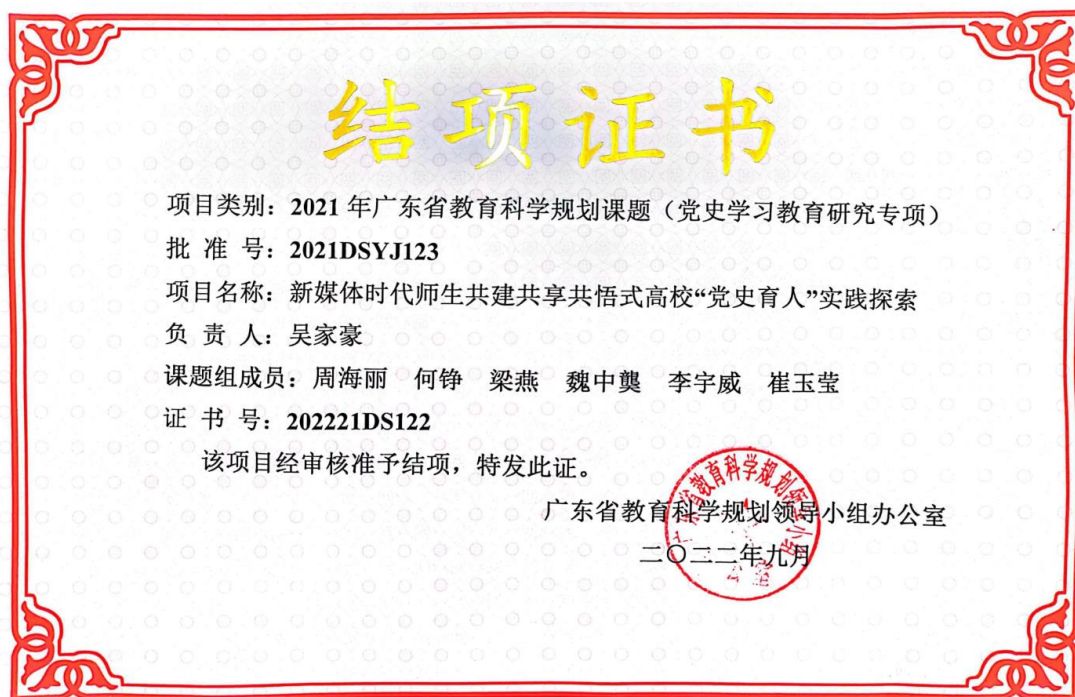 结项证书
项目类别：2021 年广东省教育科学规划课题（党史学习教育研究专项）
批 准 号：2021DSYJ123
项目名称：新媒体时代师生共建共享共悟式高校“党史育人”实践探索
负 责 人：吴家豪
课题组成员：周海丽 何铮 梁燕 魏中龑 李宇威 崔玉莹
证 书 号：202221DS122
该项目经审核准予结项，特发此证。
广东省教育科学规划领导小组办公室
二〇二二年九月